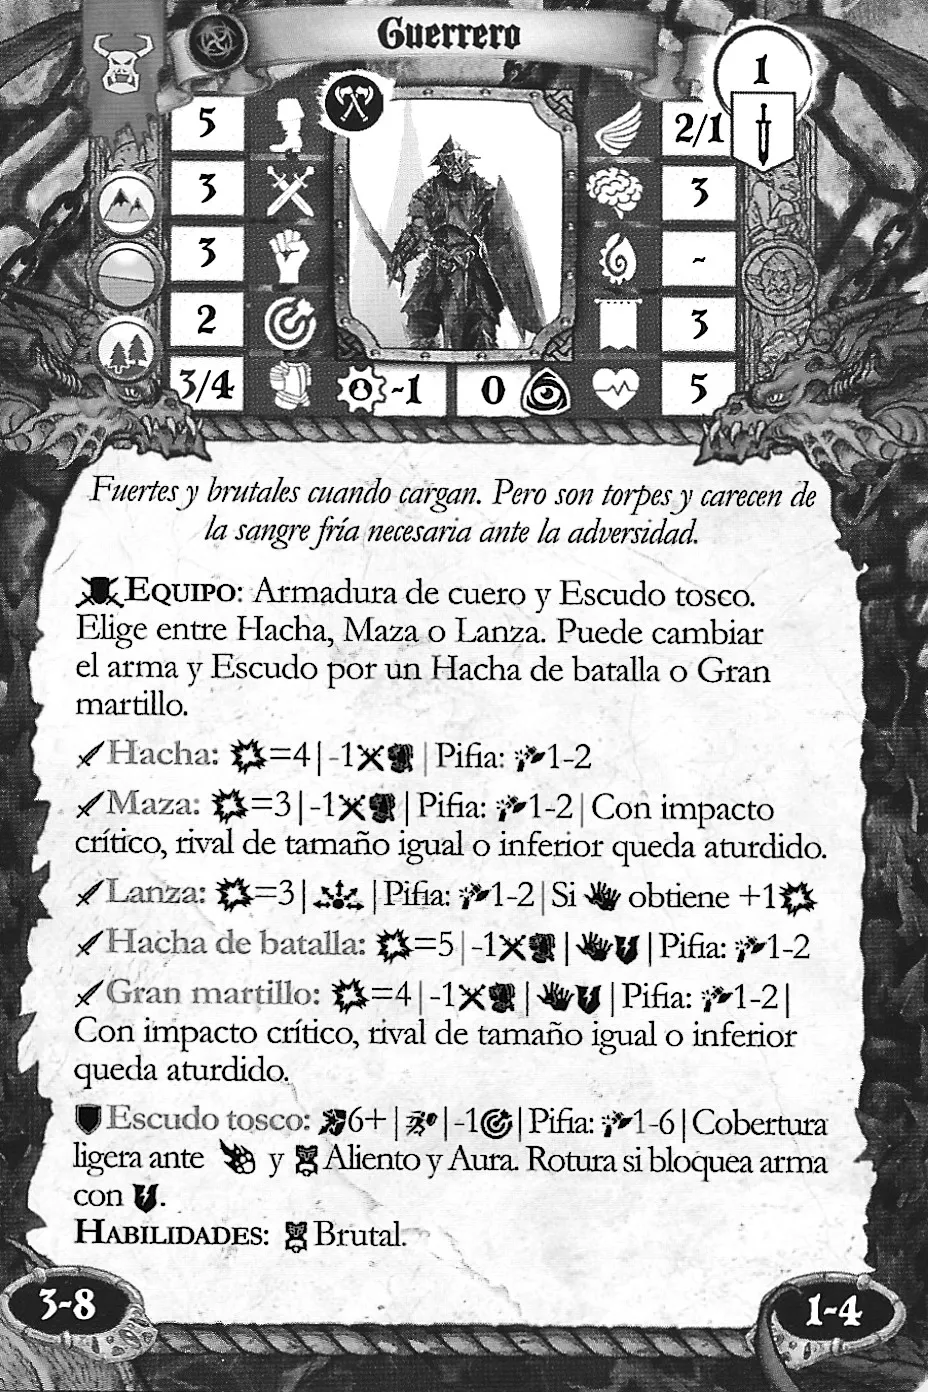 Guerrero
1
5
2/1
3
3
3
-
2
3
3/4
-1
0
5
Fuertes y brutales cuando cargan. Pero son torpes y carecen de
la sangre fría necesaria ante la adversidad.
EQUIPO: Armadura de cuero y Escudo tosco.
Elige entre Hacha, Maza o Lanza. Puede cambiar
el arma y Escudo por un Hacha de batalla o Gran
martillo.
Hacha: =4| -1 | Pifia: 1-2
Maza: =3| -1 | Pifia: 1-2 | Con impacto
crítico, rival de tamaño igual o inferior queda aturdido.
Lanza: =3| | Pifia: 1-2 | Si obtiene +1
Hacha de batalla: =5| -1 | | Pifia: 1-2
Gran martillo: =4| -1 | | Pifia: 1-2 |
Con impacto crítico, rival de tamaño igual o inferior
queda aturdido.
Escudo tosco: 6+ | | -1 | Pifia: 1-6 | Cobertura
ligera ante y Aliento y Aura. Rotura si bloquea arma
con .
HABILIDADES: Brutal.
3-8
1-4